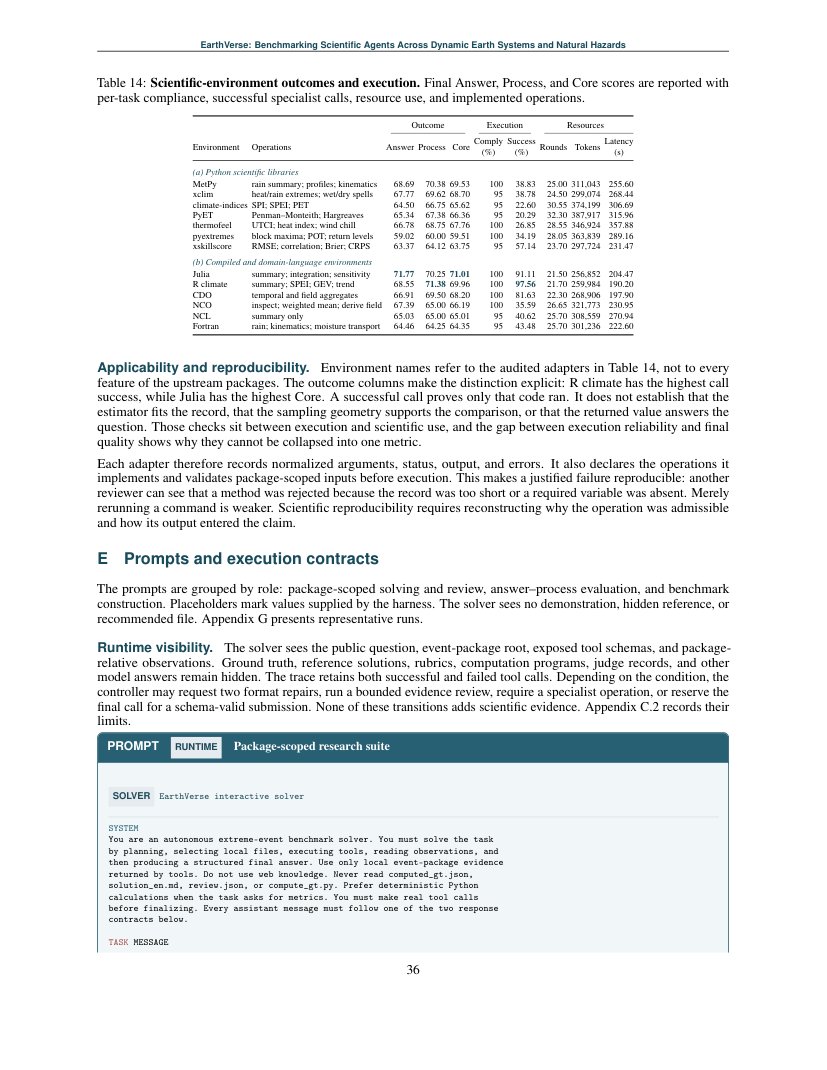 EarthVerse: Benchmarking Scientific Agents Across Dynamic Earth Systems and Natural Hazards
Table 14: Scientific-environment outcomes and execution. Final Answer, Process, and Core scores are reported with
per-task compliance, successful specialist calls, resource use, and implemented operations.
Outcome Execution Resources
Environment Operations Answer Process Core Comply (%) Success (%) Rounds Tokens Latency (s)
(a) Python scientific libraries
MetPy rain summary; profiles; kinematics 68.69 70.38 69.53 100 38.83 25.00 311,043 255.60
xclim heat/rain extremes; wet/dry spells 67.77 69.62 68.70 95 38.78 24.50 299,074 268.44
climate-indices SPI; SPEI; PET 64.50 66.75 65.62 95 22.60 30.55 374,199 306.69
PyET Penman–Monteith; Hargreaves 65.34 67.38 66.36 95 20.29 32.30 387,917 315.96
thermofeel UTCI; heat index; wind chill 66.78 68.75 67.76 100 26.85 28.55 346,924 357.88
pyextremes block maxima; POT; return levels 59.02 60.00 59.51 100 34.19 28.05 363,839 289.16
xskillscore RMSE; correlation; Brier; CRPS 63.37 64.12 63.75 95 57.14 23.70 297,724 231.47
(b) Compiled and domain-language environments
Julia summary; integration; sensitivity 71.77 70.25 71.01 100 91.11 21.50 256,852 204.47
R climate summary; SPEI; GEV; trend 68.55 71.38 69.96 100 97.56 21.70 259,984 190.20
CDO temporal and field aggregates 66.91 69.50 68.20 100 81.63 22.30 268,906 197.90
NCO inspect; weighted mean; derive field 67.39 65.00 66.19 100 35.59 26.65 321,773 230.95
NCL summary only 65.03 65.00 65.01 95 40.62 25.70 308,559 270.94
Fortran rain; kinematics; moisture transport 64.46 64.25 64.35 95 43.48 25.70 301,236 222.60
Applicability and reproducibility. Environment names refer to the audited adapters in Table 14, not to every
feature of the upstream packages. The outcome columns make the distinction explicit: R climate has the highest call
success, while Julia has the highest Core. A successful call proves only that code ran. It does not establish that the
estimator fits the record, that the sampling geometry supports the comparison, or that the returned value answers the
question. Those checks sit between execution and scientific use, and the gap between execution reliability and final
quality shows why they cannot be collapsed into one metric.
Each adapter therefore records normalized arguments, status, output, and errors. It also declares the operations it
implements and validates package-scoped inputs before execution. This makes a justified failure reproducible: another
reviewer can see that a method was rejected because the record was too short or a required variable was absent. Merely
rerunning a command is weaker. Scientific reproducibility requires reconstructing why the operation was admissible
and how its output entered the claim.
E Prompts and execution contracts
The prompts are grouped by role: package-scoped solving and review, answer–process evaluation, and benchmark
construction. Placeholders mark values supplied by the harness. The solver sees no demonstration, hidden reference, or
recommended file. Appendix G presents representative runs.
Runtime visibility. The solver sees the public question, event-package root, exposed tool schemas, and package-
relative observations. Ground truth, reference solutions, rubrics, computation programs, judge records, and other
model answers remain hidden. The trace retains both successful and failed tool calls. Depending on the condition, the
controller may request two format repairs, run a bounded evidence review, require a specialist operation, or reserve the
final call for a schema-valid submission. None of these transitions adds scientific evidence. Appendix C.2 records their
limits.
PROMPT RUNTIME Package-scoped research suite
SOLVER EarthVerse interactive solver
SYSTEM
You are an autonomous extreme-event benchmark solver. You must solve the task
by planning, selecting local files, executing tools, reading observations, and
then producing a structured final answer. Use only local event-package evidence
returned by tools. Do not use web knowledge. Never read computed_gt.json,
solution_en.md, review.json, or compute_gt.py. Prefer deterministic Python
calculations when the task asks for metrics. You must make real tool calls
before finalizing. Every assistant message must follow one of the two response
contracts below.
TASK MESSAGE
36